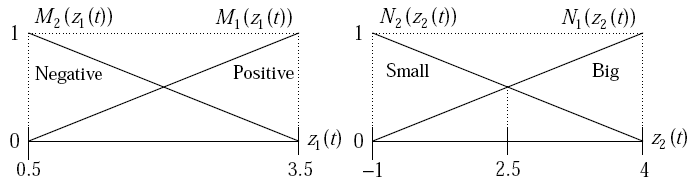 M₂(z₁(t)) M₁(z₁(t)) N₂(z₂(t)) N₁(z₂(t))
1 1
Negative Positive Small Big
0 z₁(t) 0 z₂(t)
0.5 3.5 −1 2.5 4